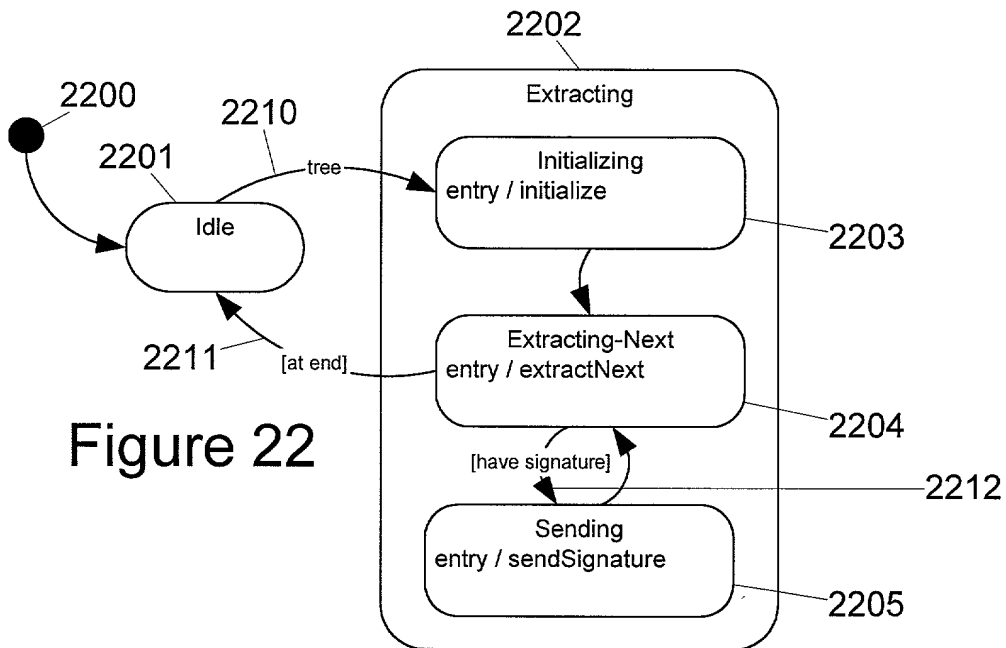 2202
2200
2210
Extracting
2201
tree
Initializing
entry / initialize
Idle
2203
Extracting-Next
entry / extractNext
2211
[at end]
2204
Figure 22
[have signature]
2212
Sending
entry / sendSignature
2205